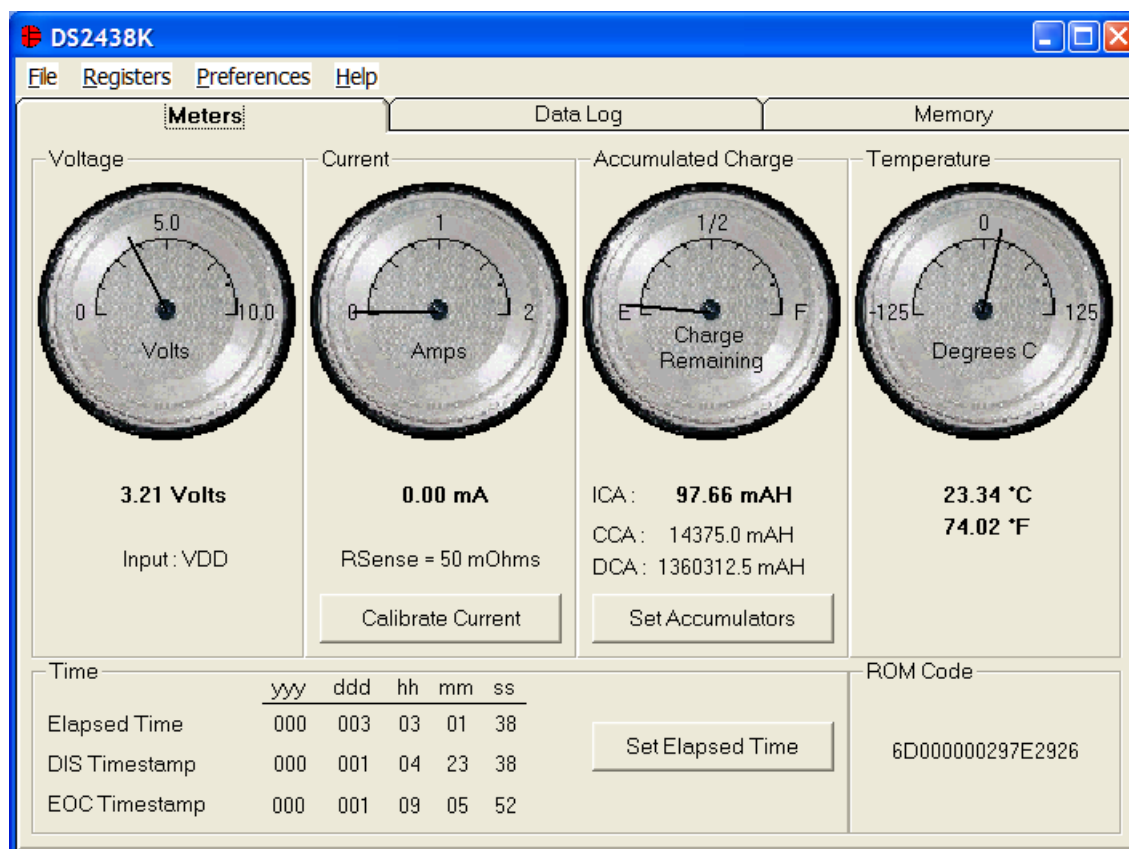 DS2438K
File Registers Preferences Help
Meters Data Log Memory
Voltage
5.0
0 10.0
Volts
3.21 Volts
Input : VDD
Current
1
0 2
Amps
0.00 mA
RSense = 50 mOhms
Calibrate Current
Accumulated Charge
1/2
E F
Charge
Remaining
ICA : 97.66 mAH
CCA : 14375.0 mAH
DCA : 1360312.5 mAH
Set Accumulators
Temperature
0
-125 125
Degrees C
23.34 °C
74.02 °F
Time
yyy ddd hh mm ss
Elapsed Time 000 003 03 01 38
DIS Timestamp 000 001 04 23 38
EOC Timestamp 000 001 09 05 52
Set Elapsed Time
ROM Code
6D000000297E2926